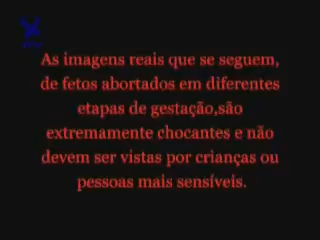 As imagens reais que se seguem,
de fetos abortados em diferentes
etapas de gestação,são
extremamente chocantes e não
devem ser vistas por crianças ou
pessoas mais sensíveis.